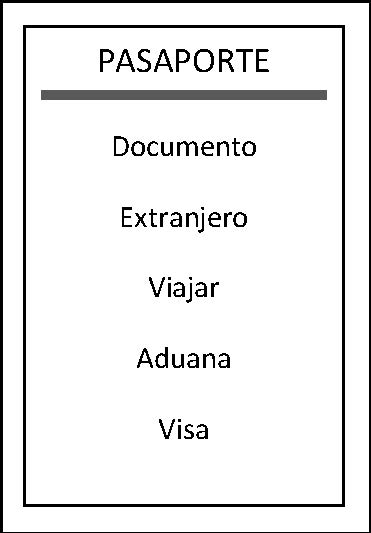 PASAPORTE
Documento
Extranjero
Viajar
Aduana
Visa